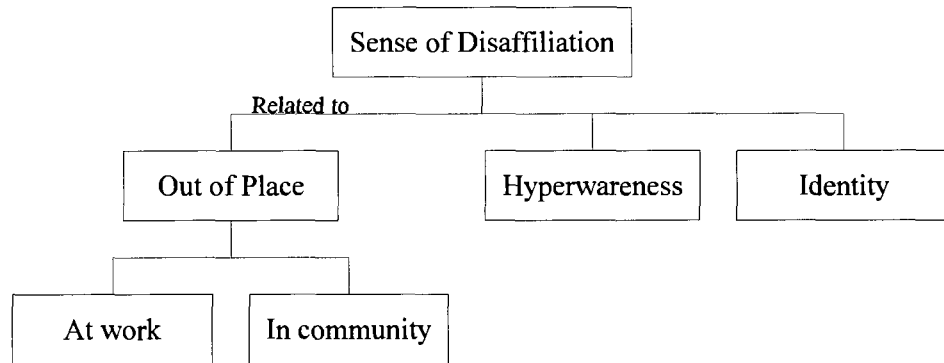 Sense of Disaffiliation
Related to
Out of Place
Hyperwareness
Identity
At work
In community